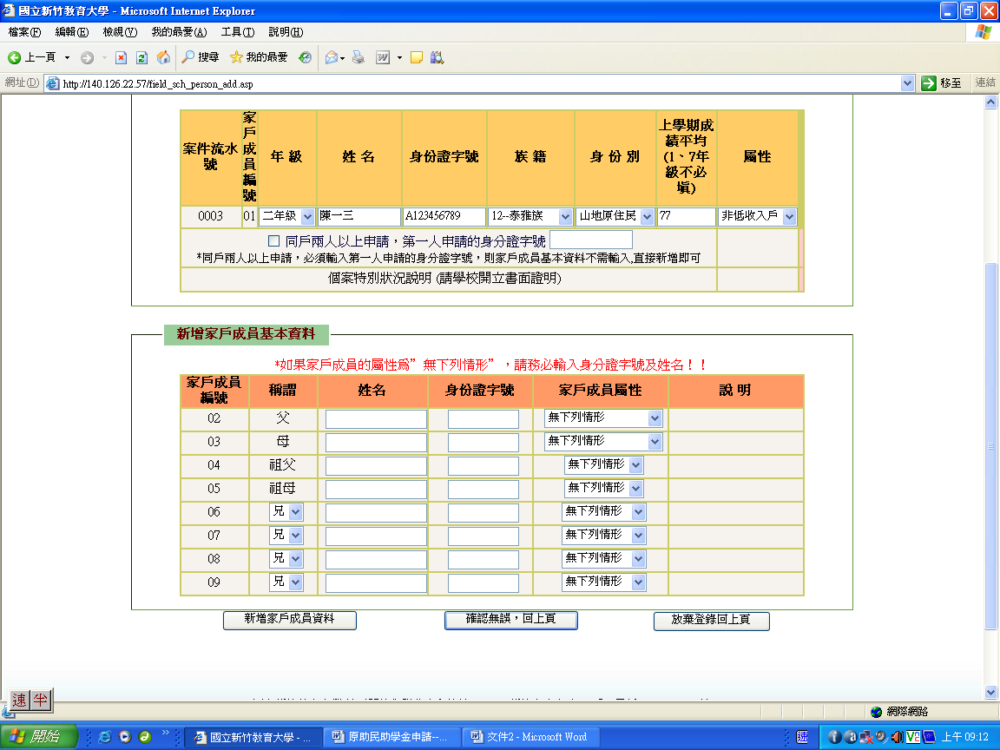 國立新竹教育大學 - Microsoft Internet Explorer
檔案(F) 編輯(E) 檢視(V) 我的最愛(A) 工具(T) 說明(H)
上一頁 搜尋 我的最愛
網址(D) http://140.126.22.57/field_sch_person_add.asp 移至 連結
案件流水號 家戶成員編號 年 級 姓 名 身份證字號 族 籍 身 份 別 上學期成績平均(1、7年級不必填) 屬性
0003 01 二年級 陳一三 A123456789 12--泰雅族 山地原住民 77 非低收入戶
同戶兩人以上申請，第一人申請的身分證字號
*同戶兩人以上申請，必須輸入第一人申請的身分證字號，則家戶成員基本資料不需輸入,直接新增即可
個案特別狀況說明 (請學校開立書面證明)
新增家戶成員基本資料
*如果家戶成員的屬性為”無下列情形”，請務必輸入身分證字號及姓名！！
家戶成員編號 稱謂 姓名 身份證字號 家戶成員屬性 說 明
02 父 無下列情形
03 母 無下列情形
04 祖父 無下列情形
05 祖母 無下列情形
06 兄 無下列情形
07 兄 無下列情形
08 兄 無下列情形
09 兄 無下列情形
新增家戶成員資料 確認無誤，回上頁 放棄登錄回上頁
速 半
網際網路
開始 國立新竹教育大學 - ... 原住民助學金申請--... 文件2 - Microsoft Word 上午 09:12